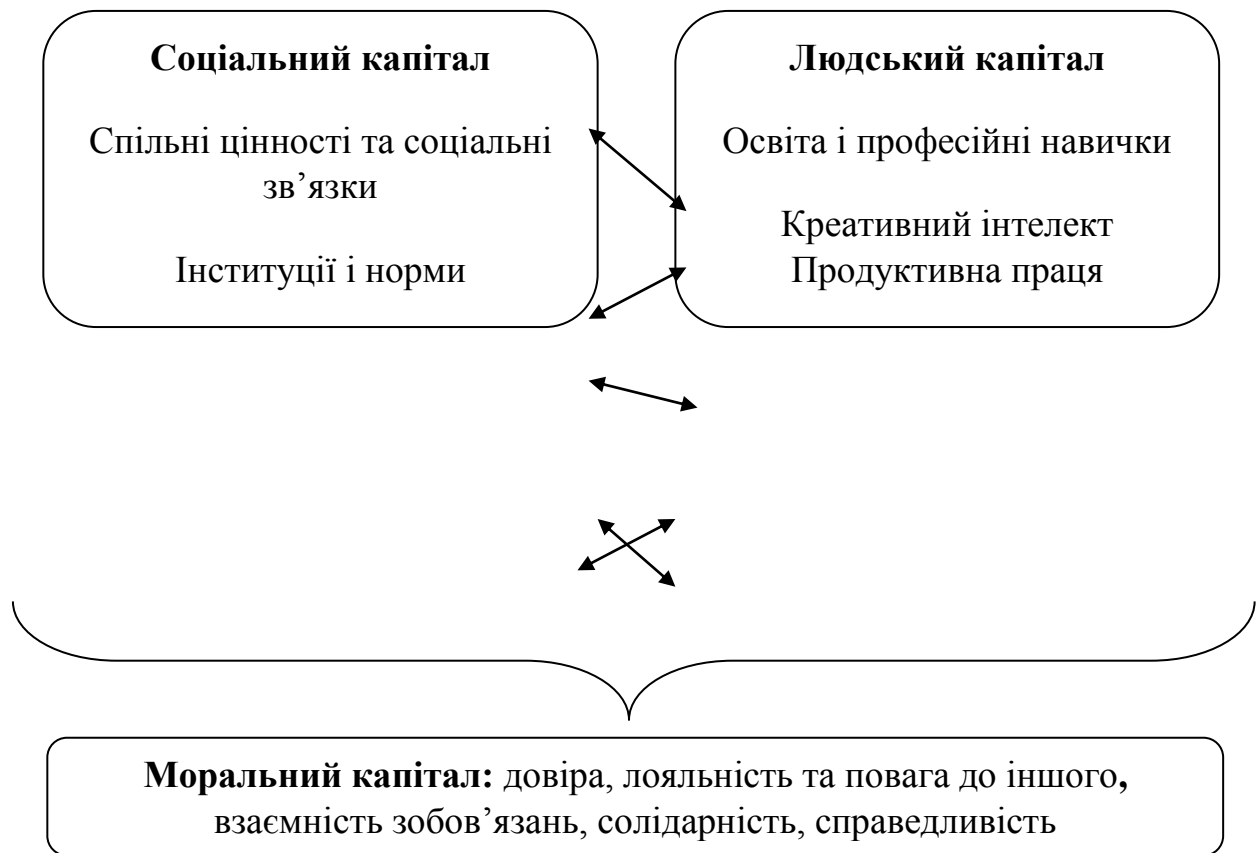 Соціальний капітал
Спільні цінності та соціальні
зв’язки
Інституції і норми
Людський капітал
Освіта і професійні навички
Креативний інтелект
Продуктивна праця
Моральний капітал: довіра, лояльність та повага до іншого,
взаємність зобов’язань, солідарність, справедливість